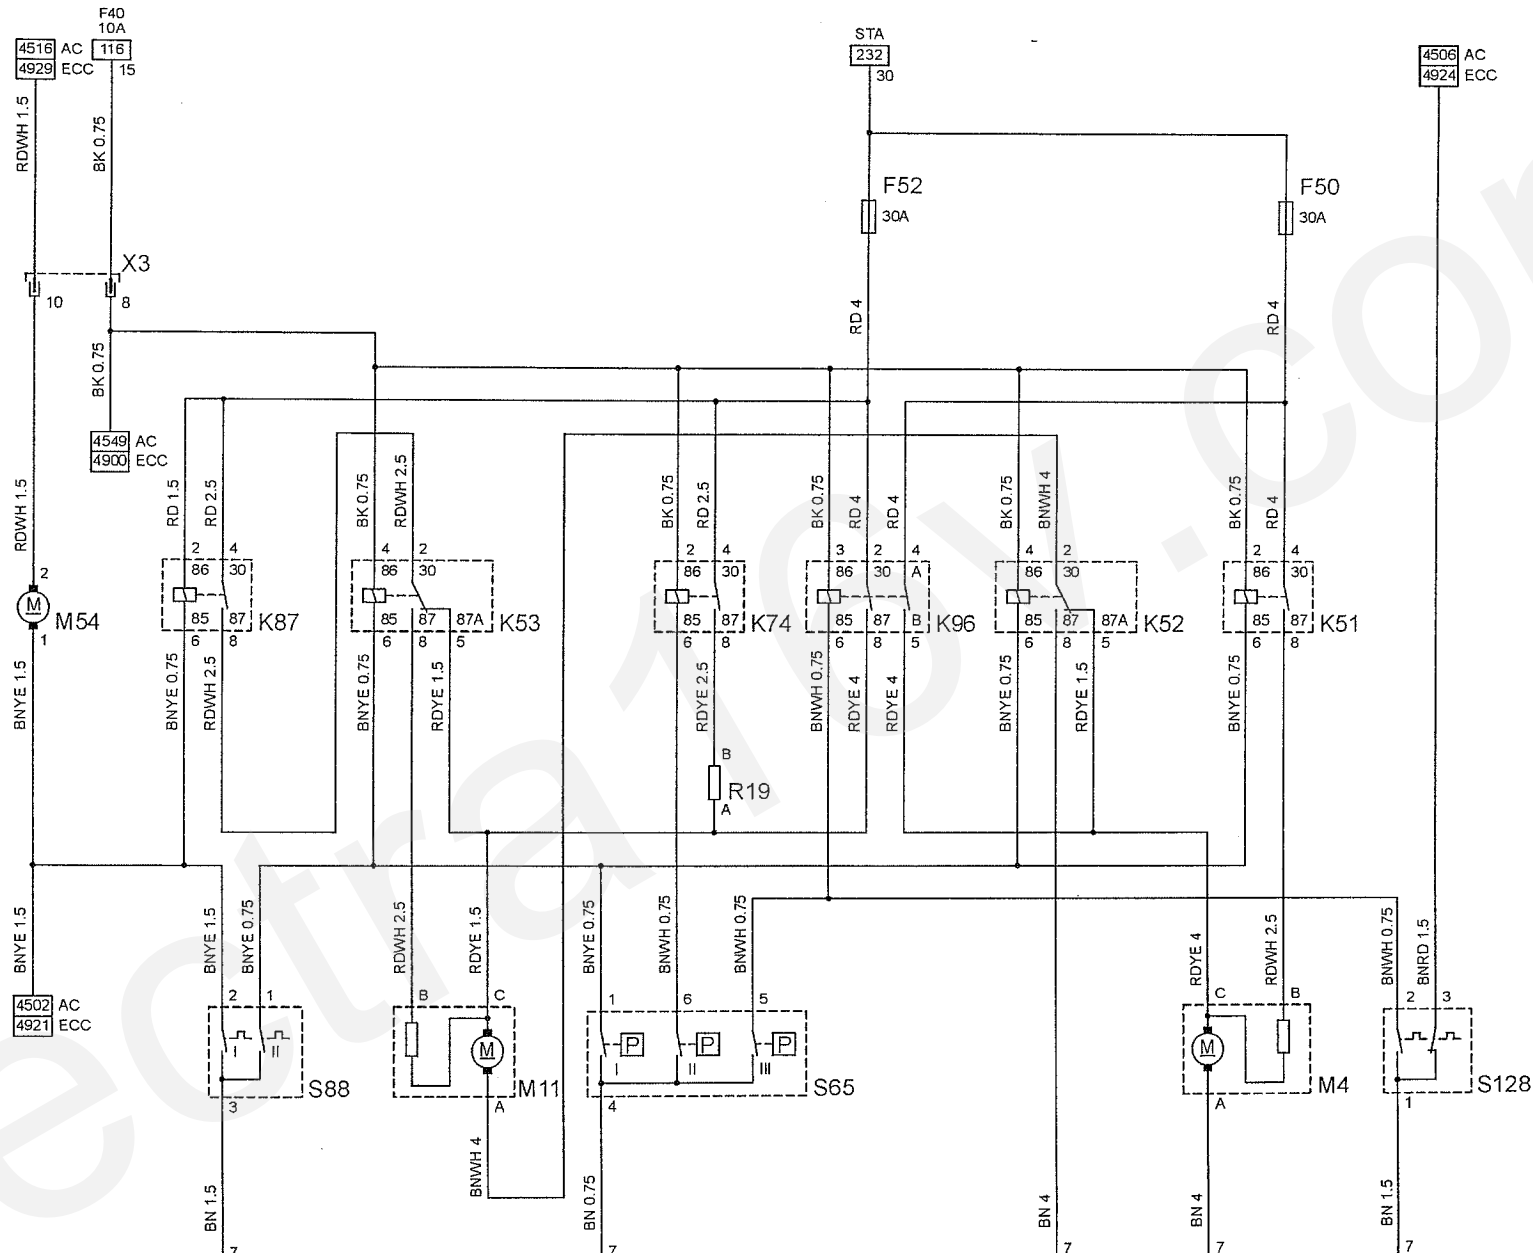 F40
10A
4516 AC
4929 ECC
116
15
STA
232
30
4506 AC
4924 ECC
RDWH 1.5
BK 0.75
F52
30A
F50
30A
X3
10
8
RD 4
RD 4
BK 0.75
4549 AC
4900 ECC
RDWH 1.5
RD 1.5
RD 2.5
BK 0.75
RDWH 2.5
BK 0.75
RD 2.5
BK 0.75
RD 4
RD 4
BK 0.75
BNWH 4
BK 0.75
RD 4
2
4
4
2
2
4
3
2
4
4
2
2
4
86
30
86
30
86
30
86
30
A
86
30
86
30
2
M
M54
1
85
87
K87
85
87
87A
K53
85
87
K74
85
87
B
K96
85
87
87A
K52
85
87
K51
6
8
6
8
5
6
8
6
8
5
6
8
5
6
8
BNYE 1.5
BNYE 0.75
RDWH 2.5
BNYE 0.75
RDYE 1.5
RDYE 2.5
BNWH 0.75
RDYE 4
RDYE 4
BNYE 0.75
RDYE 1.5
BNYE 0.75
B
R19
A
BNYE 1.5
BNYE 1.5
BNYE 0.75
RDWH 2.5
RDYE 1.5
BNYE 0.75
BNWH 0.75
BNWH 0.75
RDYE 4
RDWH 2.5
BNWH 0.75
BNRD 1.5
4502 AC
4921 ECC
2
1
B
C
1
6
5
C
B
2
3
I
II
M
P
I
P
II
P
III
M
S88
M11
S65
M4
S128
3
A
4
A
1
BN 1.5
BNWH 4
BN 0.75
BN 4
BN 4
BN 1.5
7
7
7
7
7
ectra16v.com